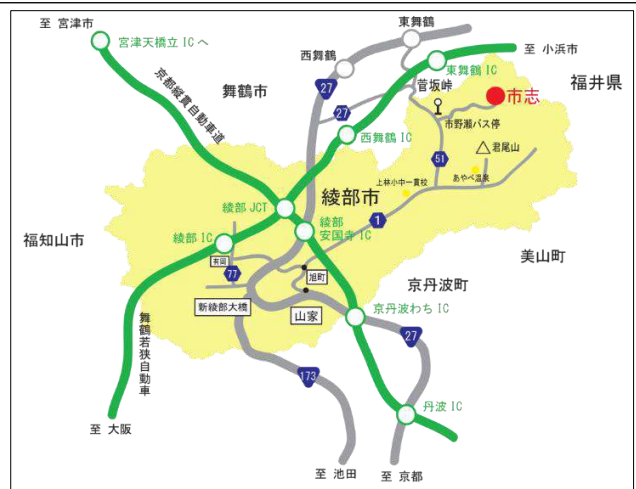 至 宮津市
宮津天橋立 ICへ
東舞鶴
西舞鶴
至 小浜市
東舞鶴 IC
福井県
京都縦貫自動車道
舞鶴市
27
27
菅坂峠
市志
市野瀬バス停
西舞鶴 IC
51
君尾山
上林小中一貫校
あやべ温泉
綾部市
綾部 JCT
1
綾部
安国寺 IC
福知山市
綾部 IC
有岡
77
旭町
美山町
京丹波町
新綾部大橋
山家
京丹波わち IC
27
舞鶴若狭自動車
173
丹波 IC
至 大阪
至 池田
至 京都